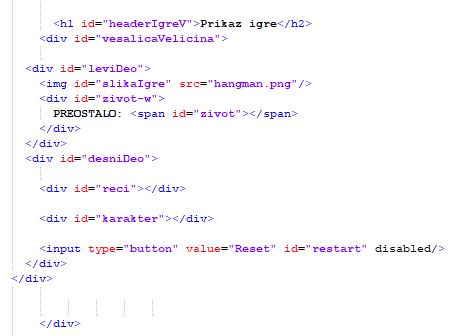 <h1 id="headerIgreV">Prikaz igre</h2>
<div id="vesalicaVelicina">
<div id="leviDeo">
<img id="slikaIgre" src="hangman.png"/>
<div id="zivot-w">
PREOSTALO: <span id="zivot"></span>
</div>
</div>
<div id="desniDeo">
<div id="reci"></div>
<div id="karakter"></div>
<input type="button" value="Reset" id="restart" disabled/>
</div>
</div>
</div>